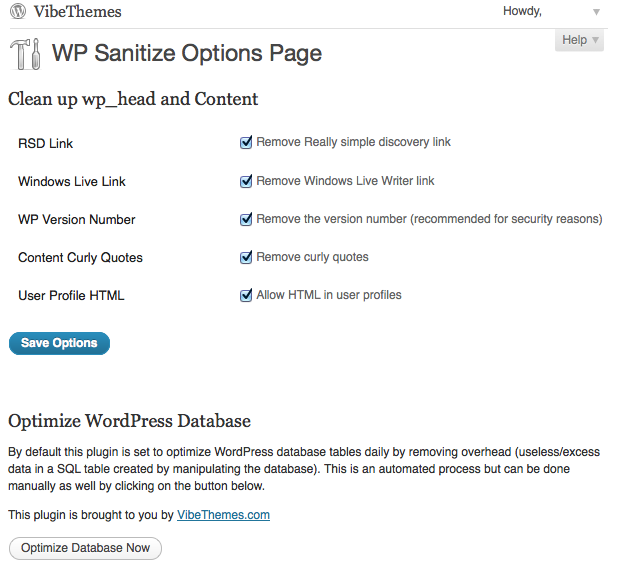 VibeThemes
Howdy,
Help
WP Sanitize Options Page
Clean up wp_head and Content
RSD Link
Remove Really simple discovery link
Windows Live Link
Remove Windows Live Writer link
WP Version Number
Remove the version number (recommended for security reasons)
Content Curly Quotes
Remove curly quotes
User Profile HTML
Allow HTML in user profiles
Save Options
Optimize WordPress Database
By default this plugin is set to optimize WordPress database tables daily by removing overhead (useless/excess
data in a SQL table created by manipulating the database). This is an automated process but can be done
manually as well by clicking on the button below.
This plugin is brought to you by VibeThemes.com
Optimize Database Now